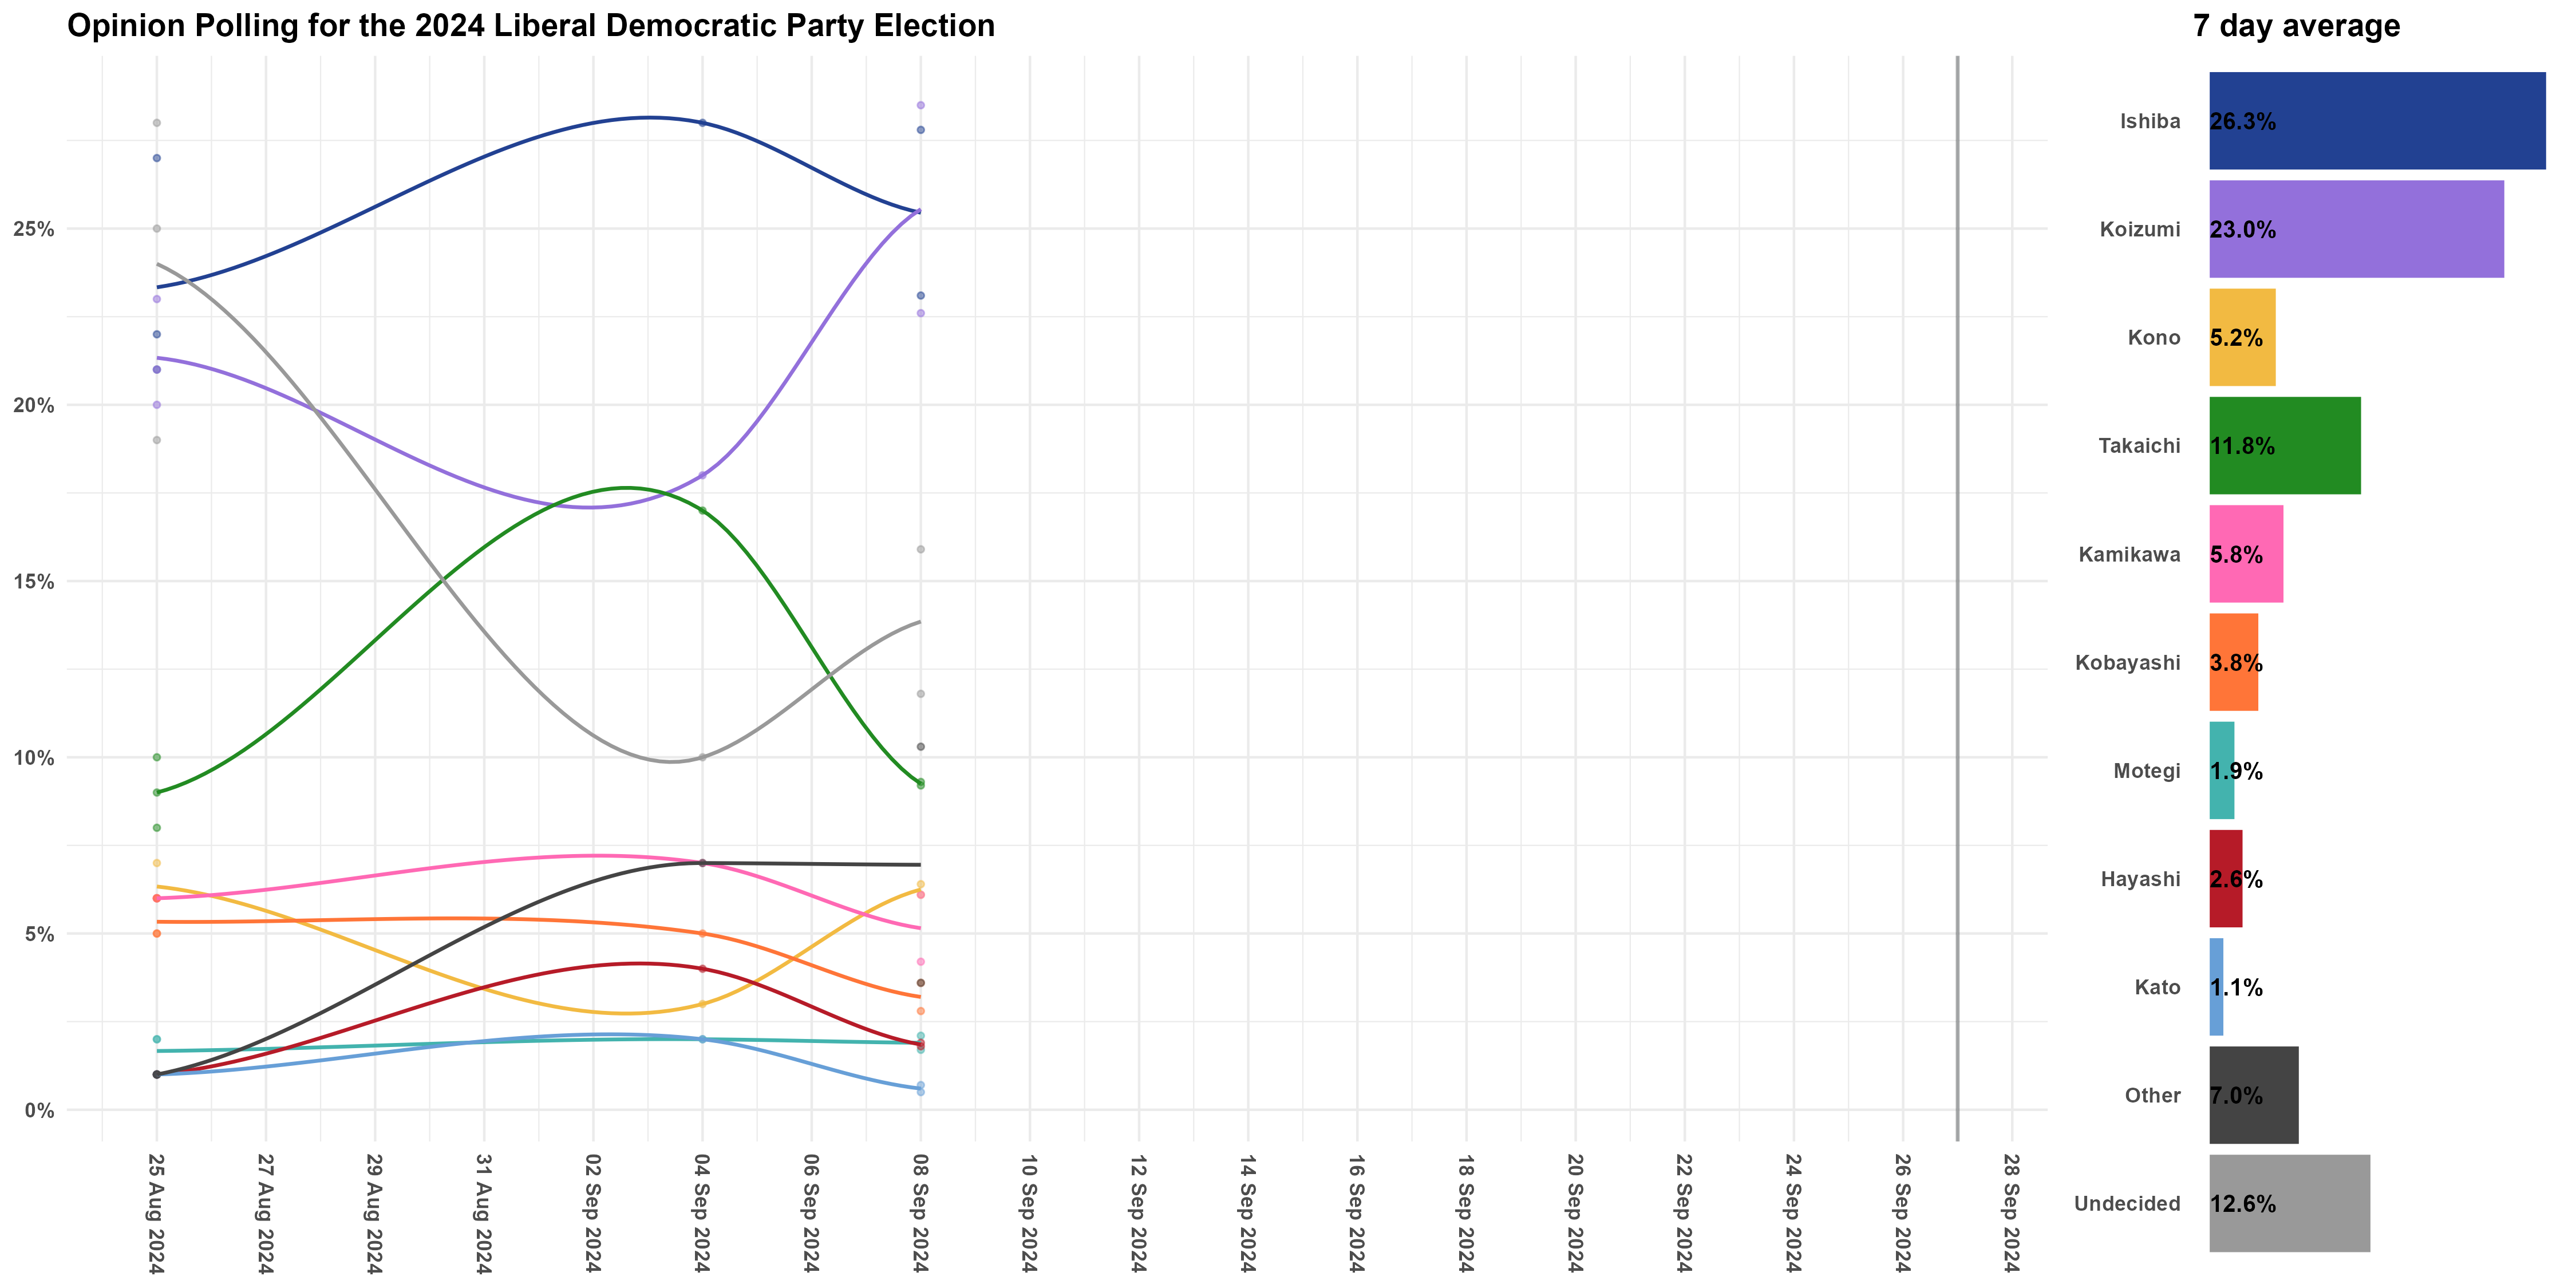 Opinion Polling for the 2024 Liberal Democratic Party Election
25%
20%
15%
10%
5%
0%
25 Aug 2024
27 Aug 2024
29 Aug 2024
31 Aug 2024
02 Sep 2024
04 Sep 2024
06 Sep 2024
08 Sep 2024
10 Sep 2024
12 Sep 2024
14 Sep 2024
16 Sep 2024
18 Sep 2024
20 Sep 2024
22 Sep 2024
24 Sep 2024
26 Sep 2024
28 Sep 2024
7 day average
Ishiba 26.3%
Koizumi 23.0%
Kono 5.2%
Takaichi 11.8%
Kamikawa 5.8%
Kobayashi 3.8%
Motegi 1.9%
Hayashi 2.6%
Kato 1.1%
Other 7.0%
Undecided 12.6%